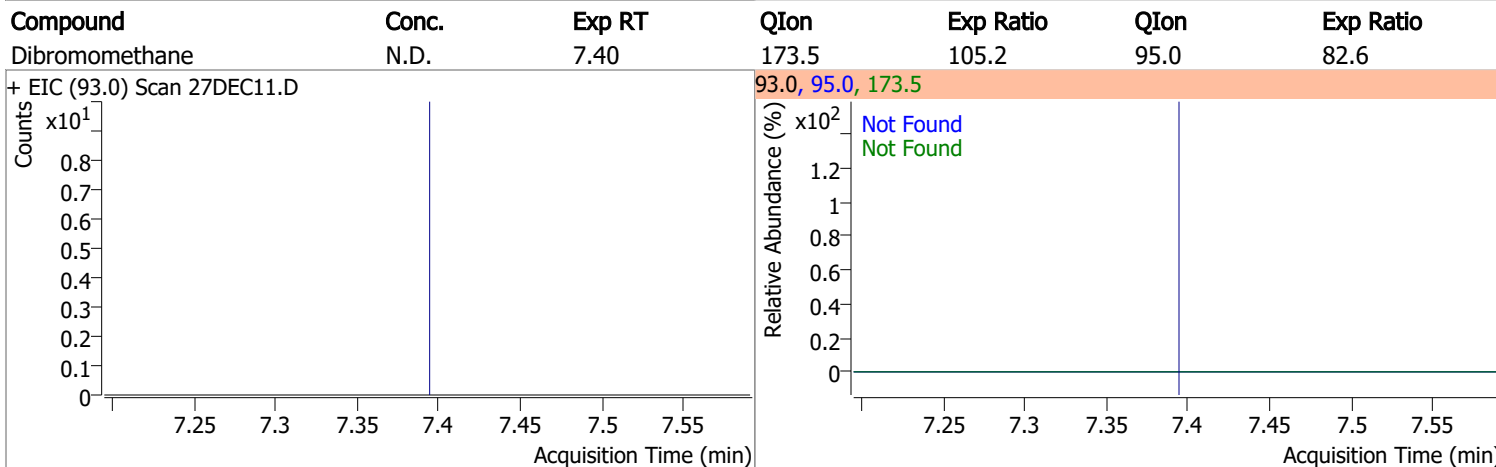 Compound Conc. Exp RT QIon Exp Ratio QIon Exp Ratio
Dibromomethane N.D. 7.40 173.5 105.2 95.0 82.6
+ EIC (93.0) Scan 27DEC11.D
Counts
x10¹
0.8
0.7
0.6
0.5
0.4
0.3
0.2
0.1
0
7.25 7.3 7.35 7.4 7.45 7.5 7.55
Acquisition Time (min)
93.0, 95.0, 173.5
Relative Abundance (%)
x10²
Not Found
Not Found
1.2
1
0.8
0.6
0.4
0.2
0
7.25 7.3 7.35 7.4 7.45 7.5 7.55
Acquisition Time (min)